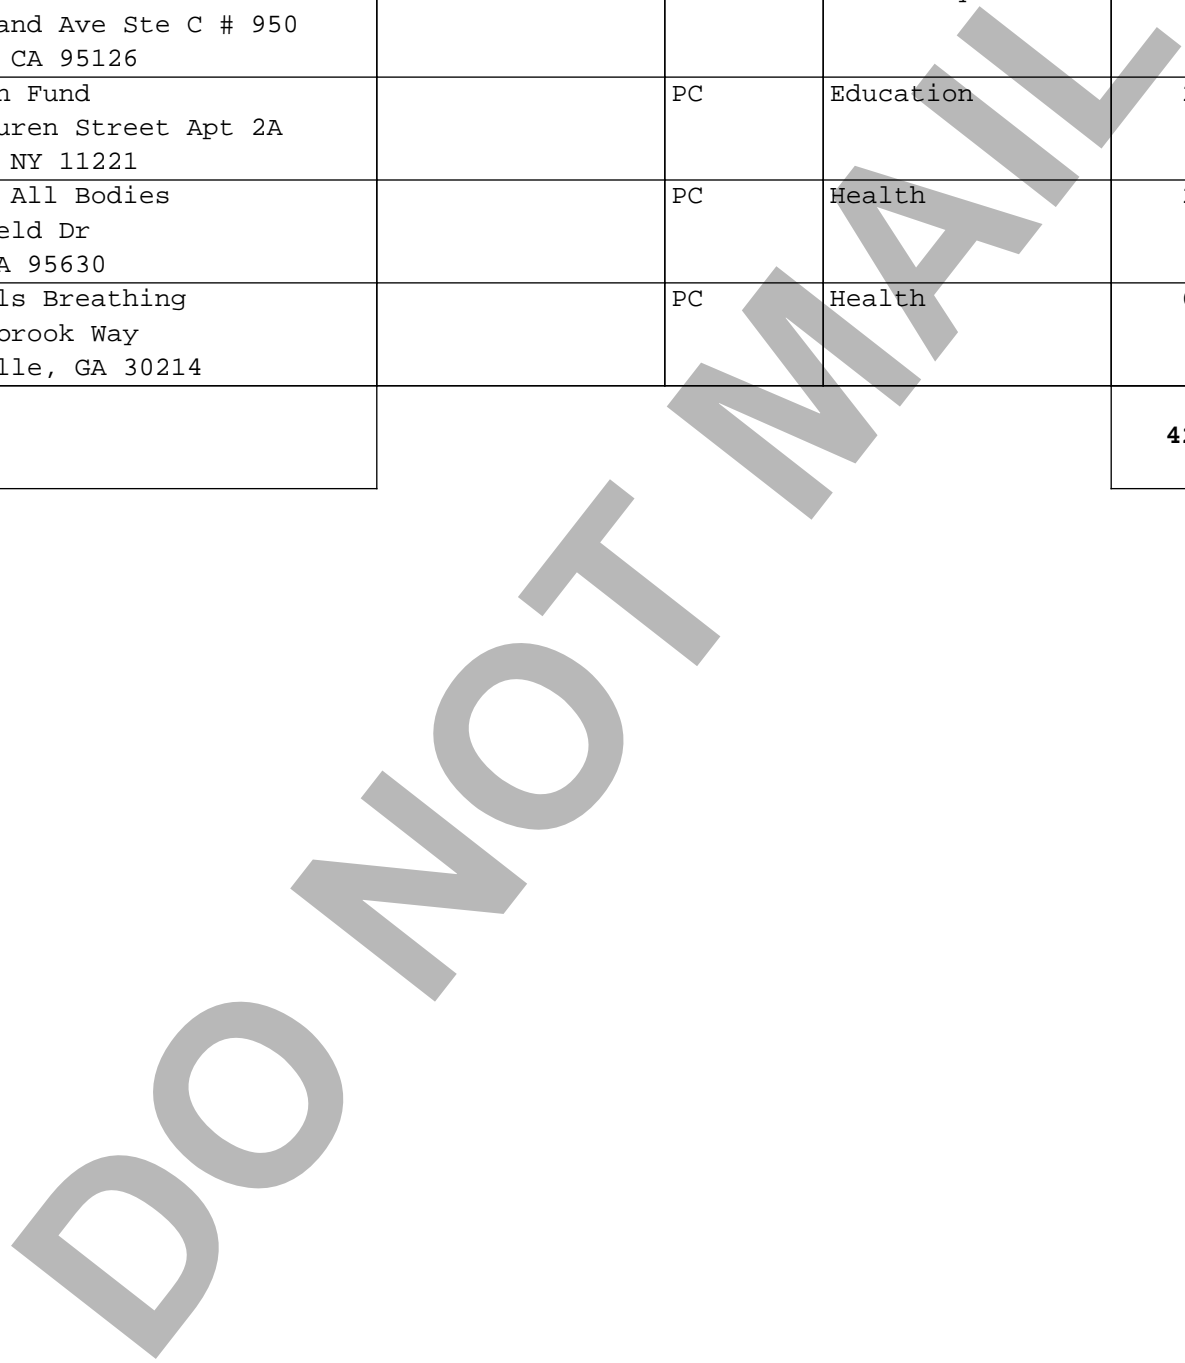 and Ave Ste C # 950
CA 95126
n Fund PC Education
uren Street Apt 2A
NY 11221
All Bodies PC Health
eld Dr
A 95630
ls Breathing PC Health
brook Way
lle, GA 30214
4
DO NOT MAIL